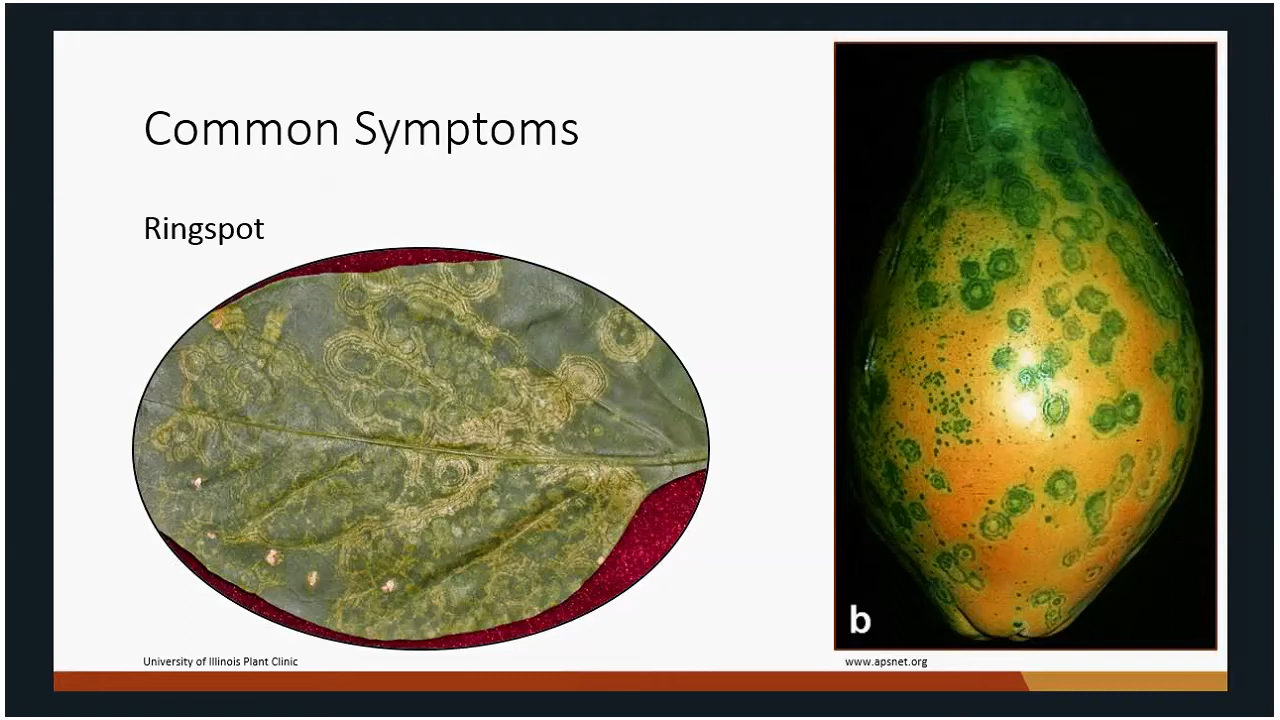 Common Symptoms
Ringspot
b
University of Illinois Plant Clinic
www.apsnet.org